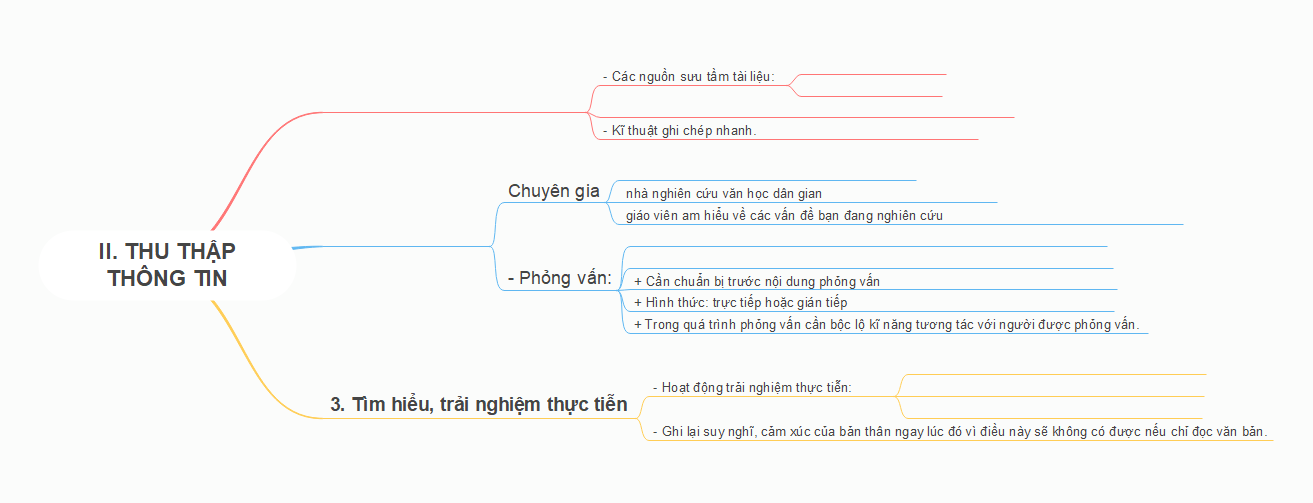 II. THU THẬP
THÔNG TIN
- Các nguồn sưu tầm tài liệu:
- Kĩ thuật ghi chép nhanh.
Chuyên gia
nhà nghiên cứu văn học dân gian
giáo viên am hiểu về các vấn đề bạn đang nghiên cứu
- Phỏng vấn:
+ Cần chuẩn bị trước nội dung phỏng vấn
+ Hình thức: trực tiếp hoặc gián tiếp
+ Trong quá trình phỏng vấn cần bộc lộ kĩ năng tương tác với người được phỏng vấn.
3. Tìm hiểu, trải nghiệm thực tiễn
- Hoạt động trải nghiệm thực tiễn:
- Ghi lại suy nghĩ, cảm xúc của bản thân ngay lúc đó vì điều này sẽ không có được nếu chỉ đọc văn bản.